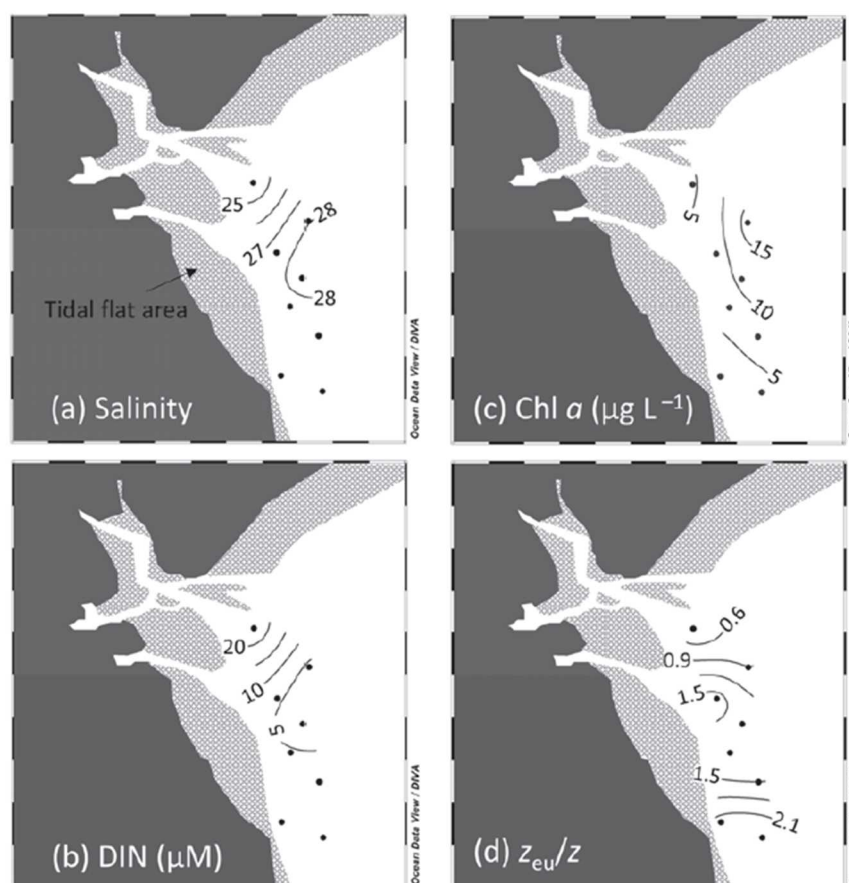 25
28
27
28
Tidal flat area
(a) Salinity
Ocean Data View / DIVA
5
15
10
5
(c) Chl a (μg L⁻¹)
20
10
5
(b) DIN (μM)
Ocean Data View / DIVA
0.6
0.9
1.5
1.5
2.1
(d) zeu/z